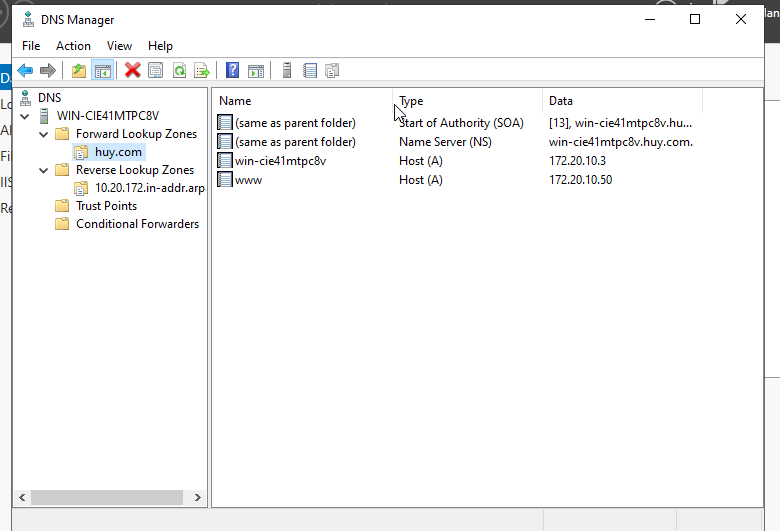 DNS Manager
File Action View Help
DNS
WIN-CIE41MTPC8V
Forward Lookup Zones
huy.com
Reverse Lookup Zones
10.20.172.in-addr.arp
Trust Points
Conditional Forwarders
Name Type Data
(same as parent folder) Start of Authority (SOA) [13], win-cie41mtpc8v.hu...
(same as parent folder) Name Server (NS) win-cie41mtpc8v.huy.com.
win-cie41mtpc8v Host (A) 172.20.10.3
www Host (A) 172.20.10.50